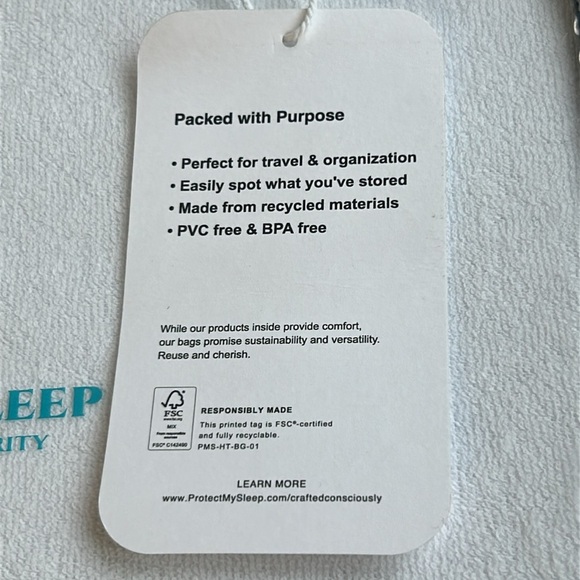 Packed with Purpose
• Perfect for travel & organization
• Easily spot what you've stored
• Made from recycled materials
• PVC free & BPA free
While our products inside provide comfort,
our bags promise sustainability and versatility.
Reuse and cherish.
LEEP
RITY
FSC
MIX
FSC® C142490
RESPONSIBLY MADE
This printed tag is FSC®-certified
and fully recyclable.
PMS-HT-BG-01
LEARN MORE
www.ProtectMySleep.com/craftedconsciously